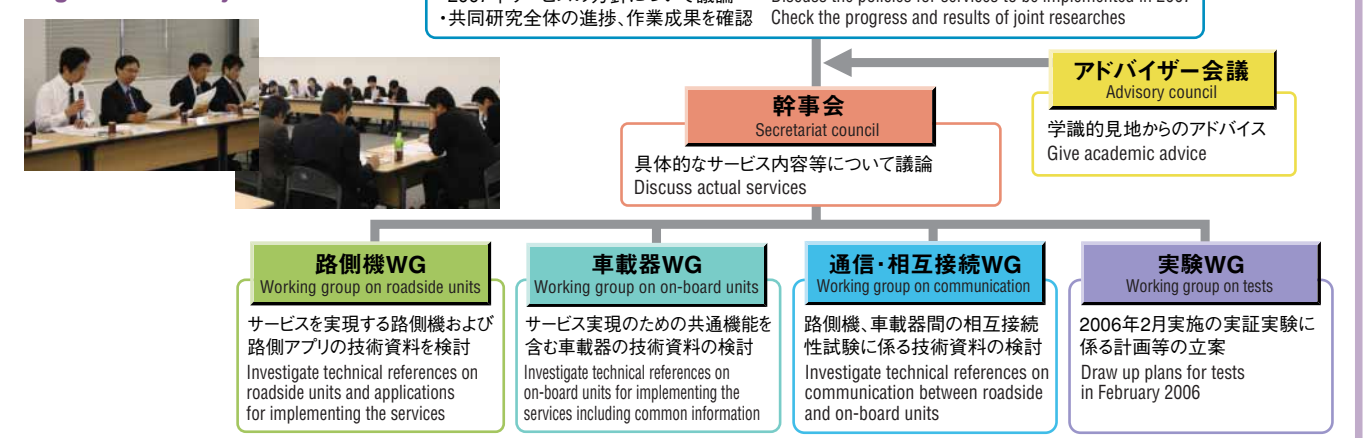 ・共同研究全体の進捗、作業成果を確認
Check the progress and results of joint researches
アドバイザー会議
Advisory council
学識的見地からのアドバイス
Give academic advice
幹事会
Secretariat council
具体的なサービス内容等について議論
Discuss actual services
路側機WG
Working group on roadside units
サービスを実現する路側機および
路側アプリの技術資料を検討
Investigate technical references on
roadside units and applications
for implementing the services
車載器WG
Working group on on-board units
サービス実現のための共通機能を
含む車載器の技術資料の検討
Investigate technical references on
on-board units for implementing the
services including common information
通信・相互接続WG
Working group on communication
路側機、車載器間の相互接続
性試験に係る技術資料の検討
Investigate technical references on
communication between roadside
and on-board units
実験WG
Working group on tests
2006年2月実施の実証実験に
係る計画等の立案
Draw up plans for tests
in February 2006